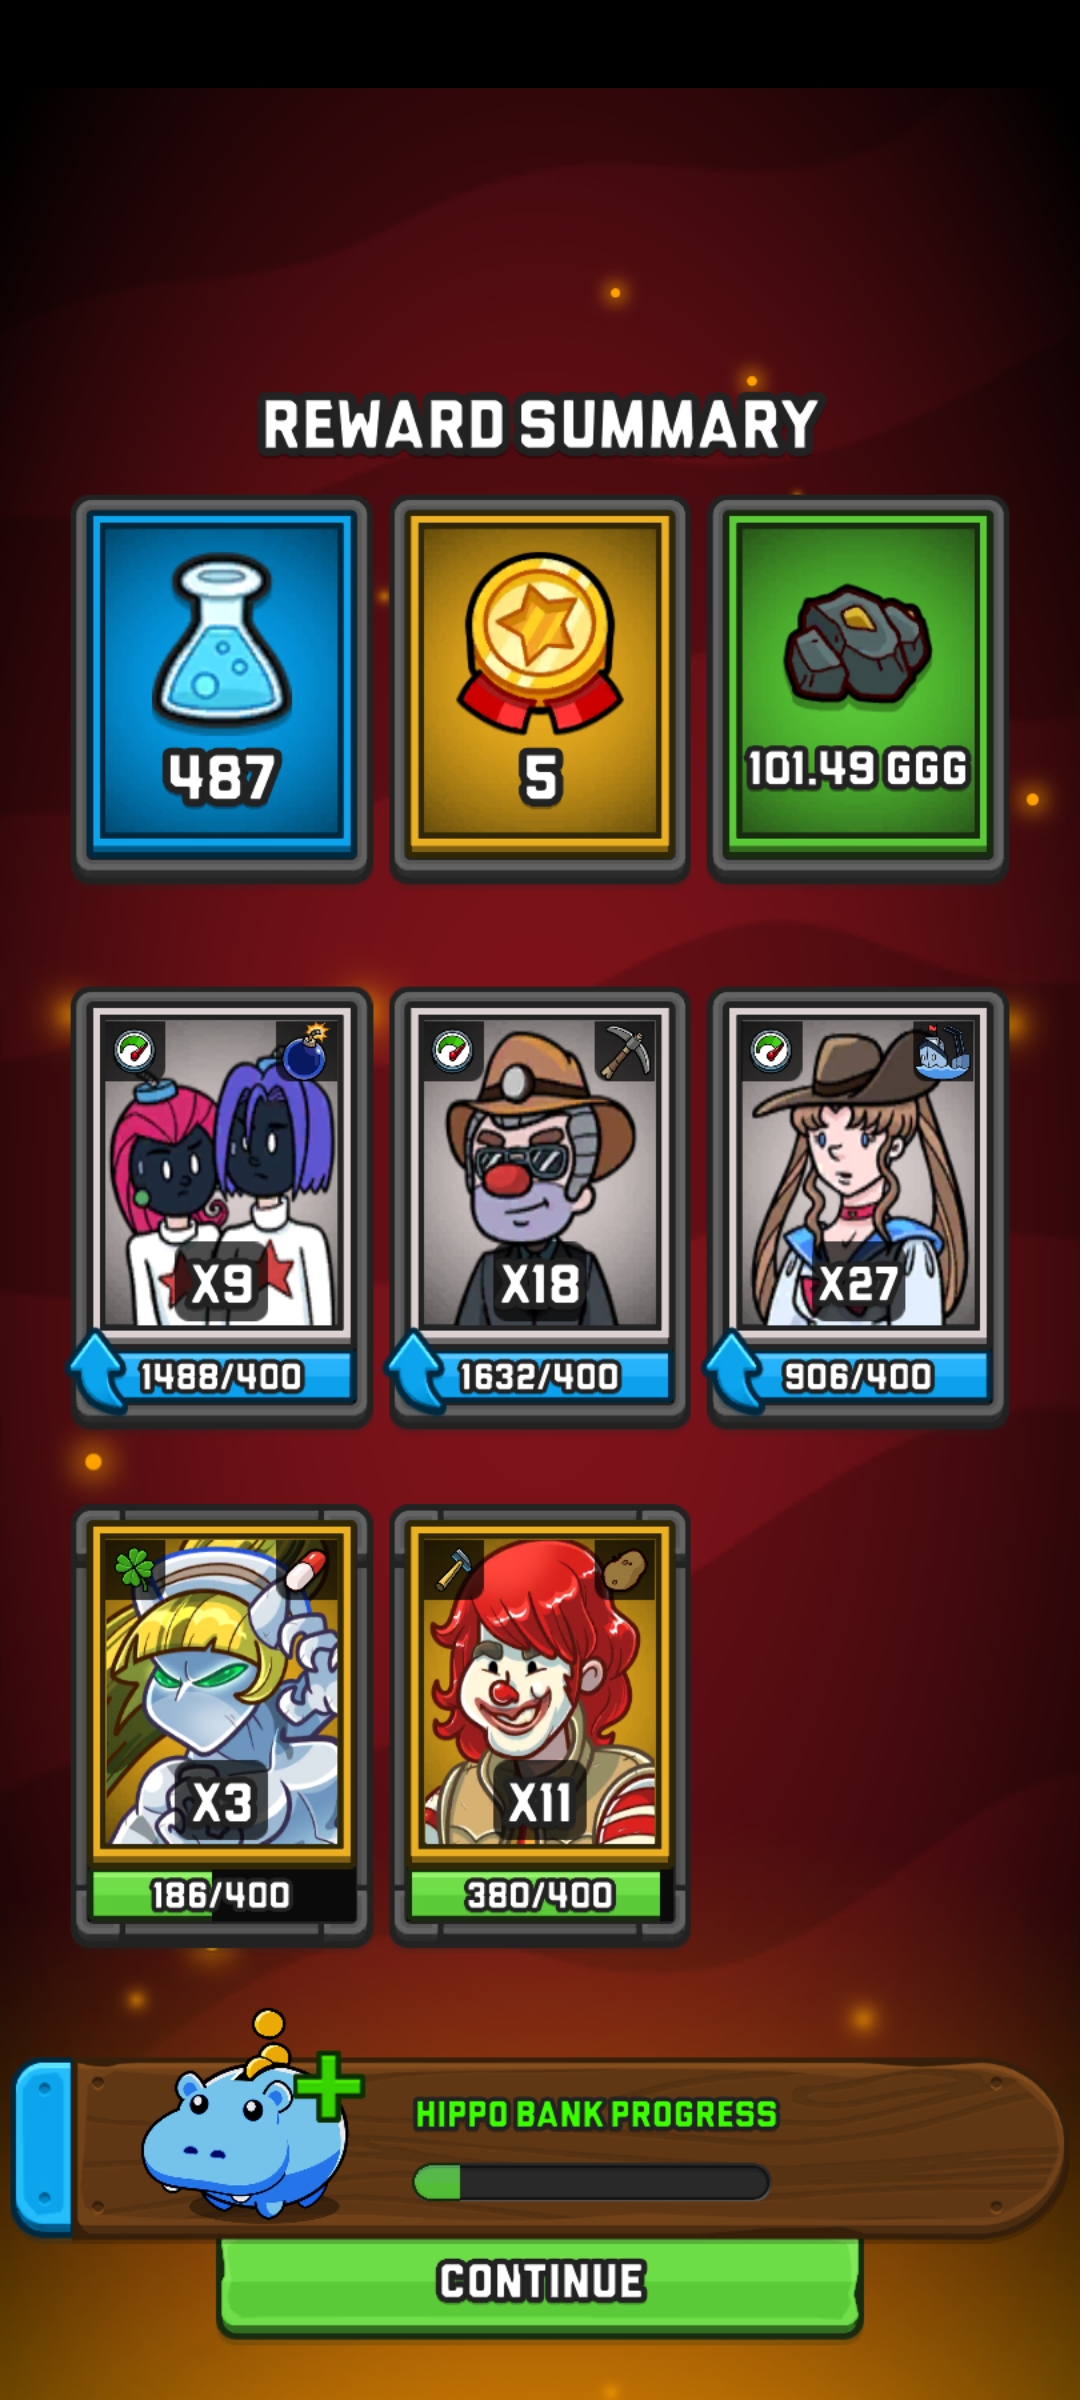 REWARD SUMMARY
487
5
101.49 GGG
X9
X18
X27
1488/400
1632/400
906/400
X3
X11
186/400
380/400
HIPPO BANK PROGRESS
CONTINUE